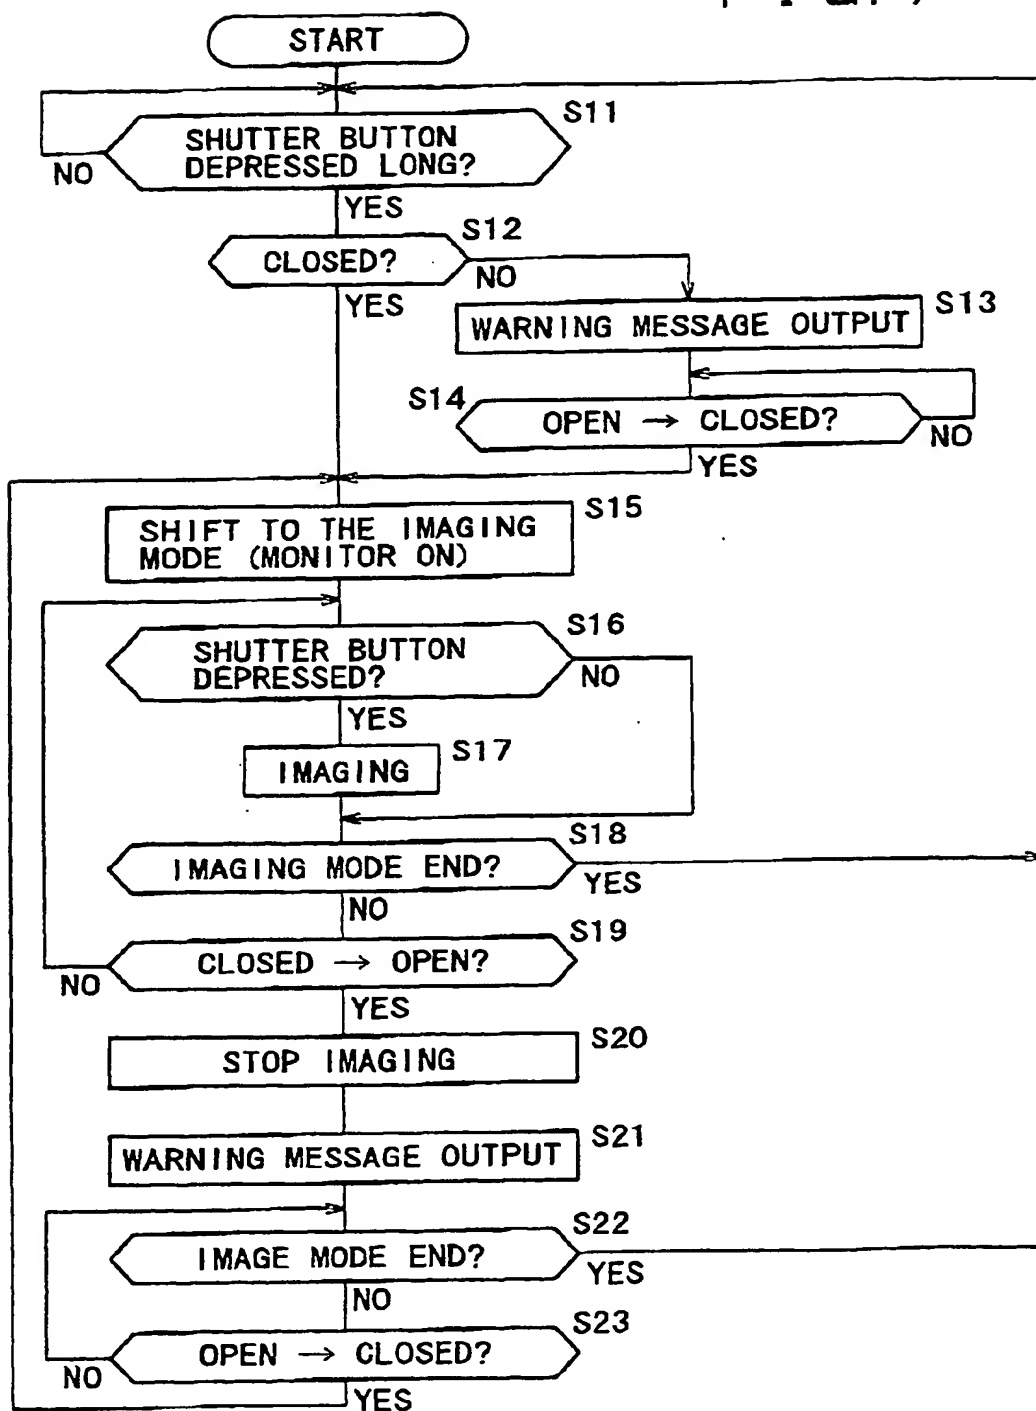 START
S11
SHUTTER BUTTON
DEPRESSED LONG?
NO
YES
S12
CLOSED?
NO
YES
S13
WARNING MESSAGE OUTPUT
S14
OPEN → CLOSED?
NO
YES
S15
SHIFT TO THE IMAGING
MODE (MONITOR ON)
S16
SHUTTER BUTTON
DEPRESSED?
NO
YES
S17
IMAGING
S18
IMAGING MODE END?
YES
NO
S19
CLOSED → OPEN?
NO
YES
S20
STOP IMAGING
S21
WARNING MESSAGE OUTPUT
S22
IMAGE MODE END?
YES
NO
S23
OPEN → CLOSED?
NO
YES